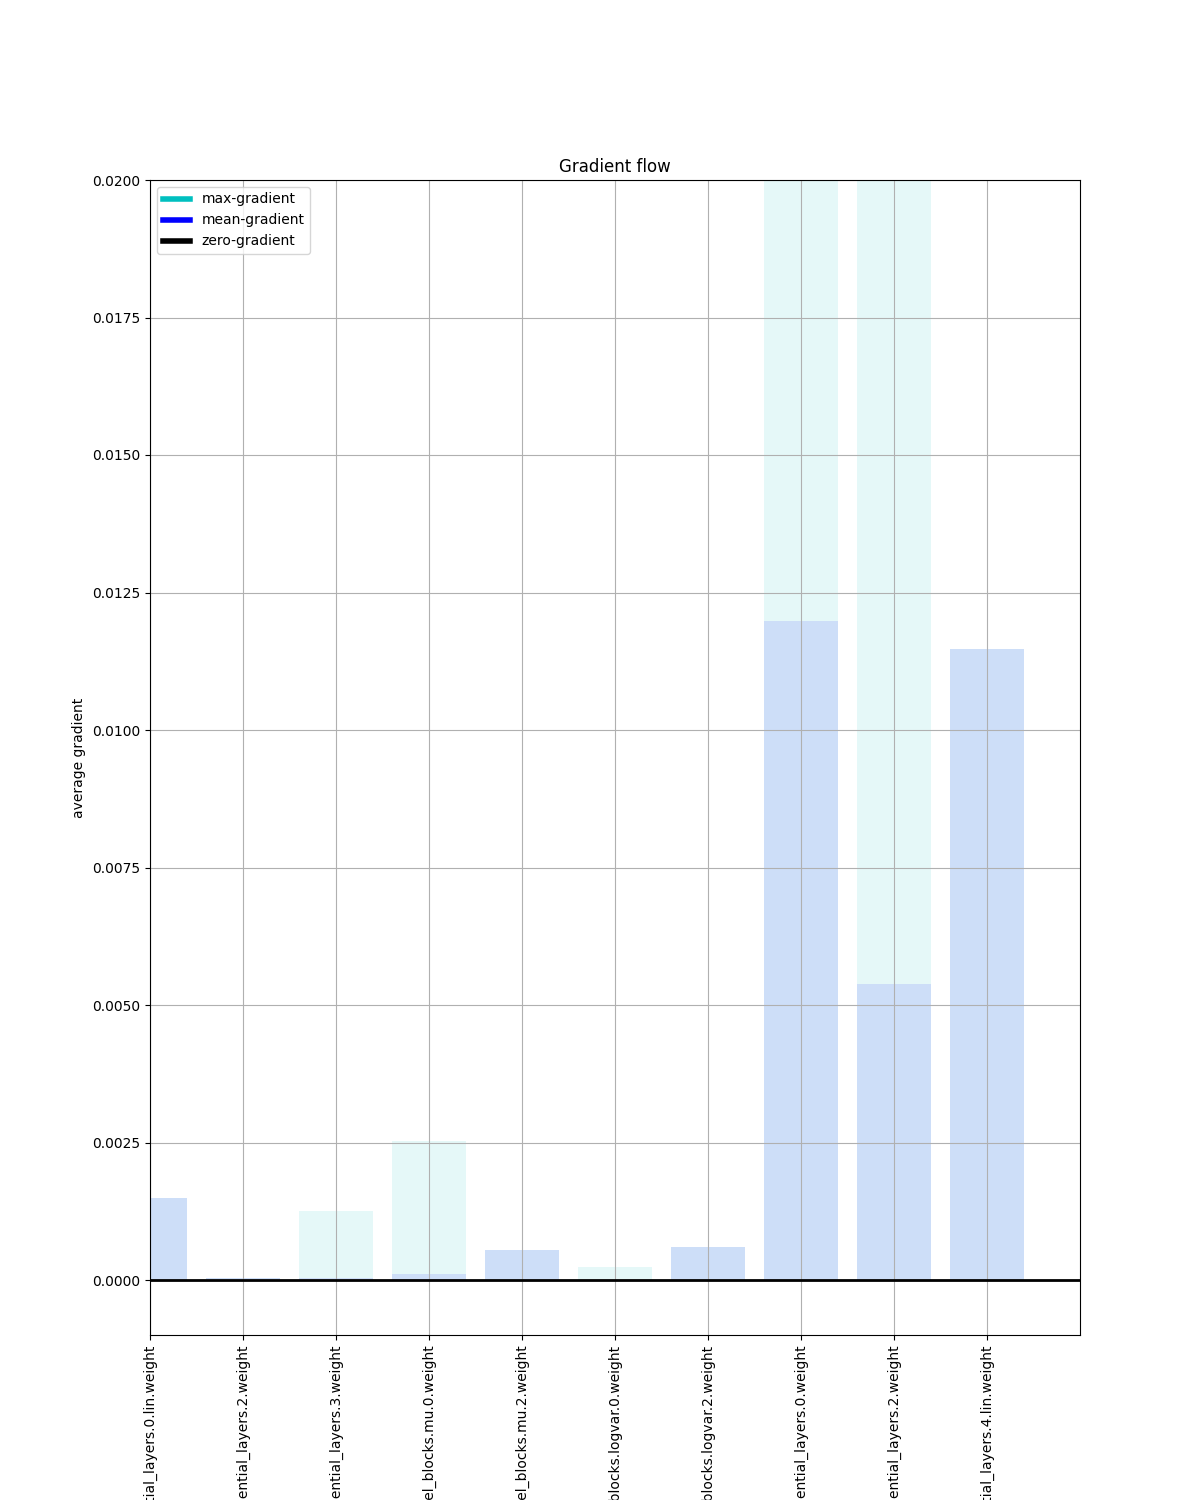 Gradient flow
max-gradient
mean-gradient
zero-gradient
0.0200
0.0175
0.0150
0.0125
0.0100
0.0075
0.0050
0.0025
0.0000
average gradient
tial_layers.0.lin.weight
ential_layers.2.weight
ential_layers.3.weight
el_blocks.mu.0.weight
el_blocks.mu.2.weight
blocks.logvar.0.weight
blocks.logvar.2.weight
ential_layers.0.weight
ential_layers.2.weight
tial_layers.4.lin.weight